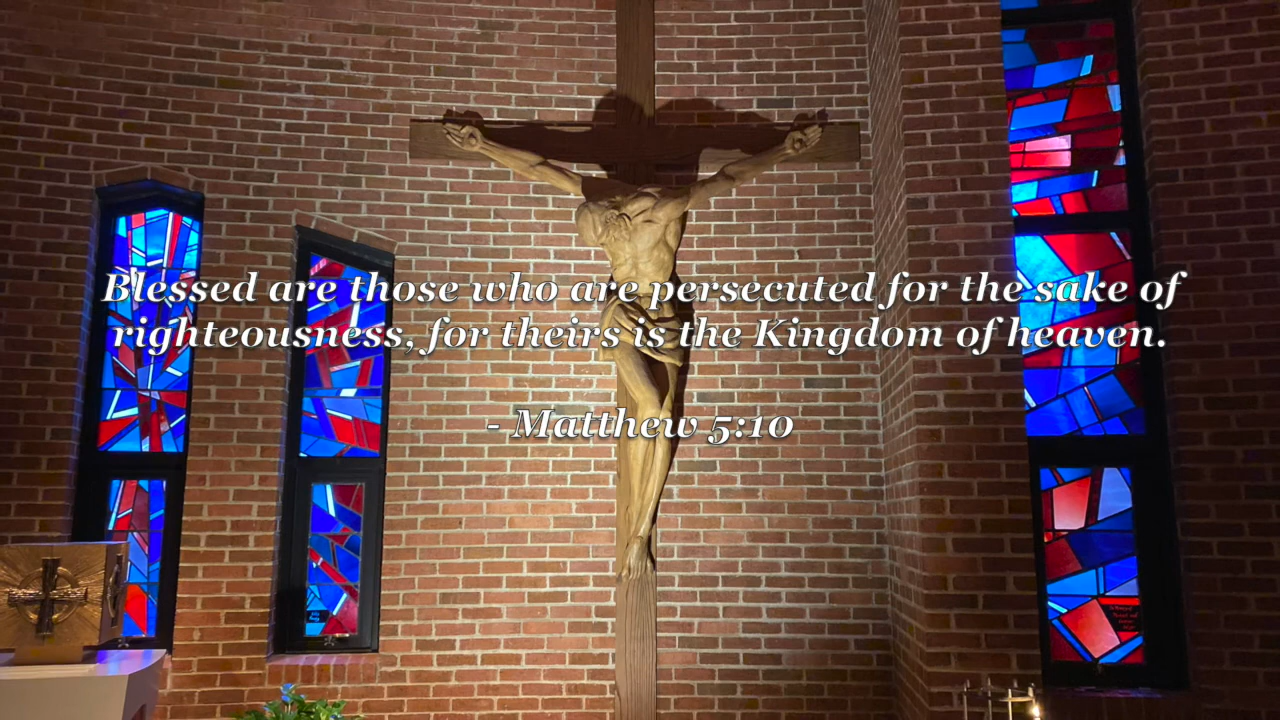 Blessed are those who are persecuted for the sake of
righteousness, for theirs is the Kingdom of heaven.
- Matthew 5:10